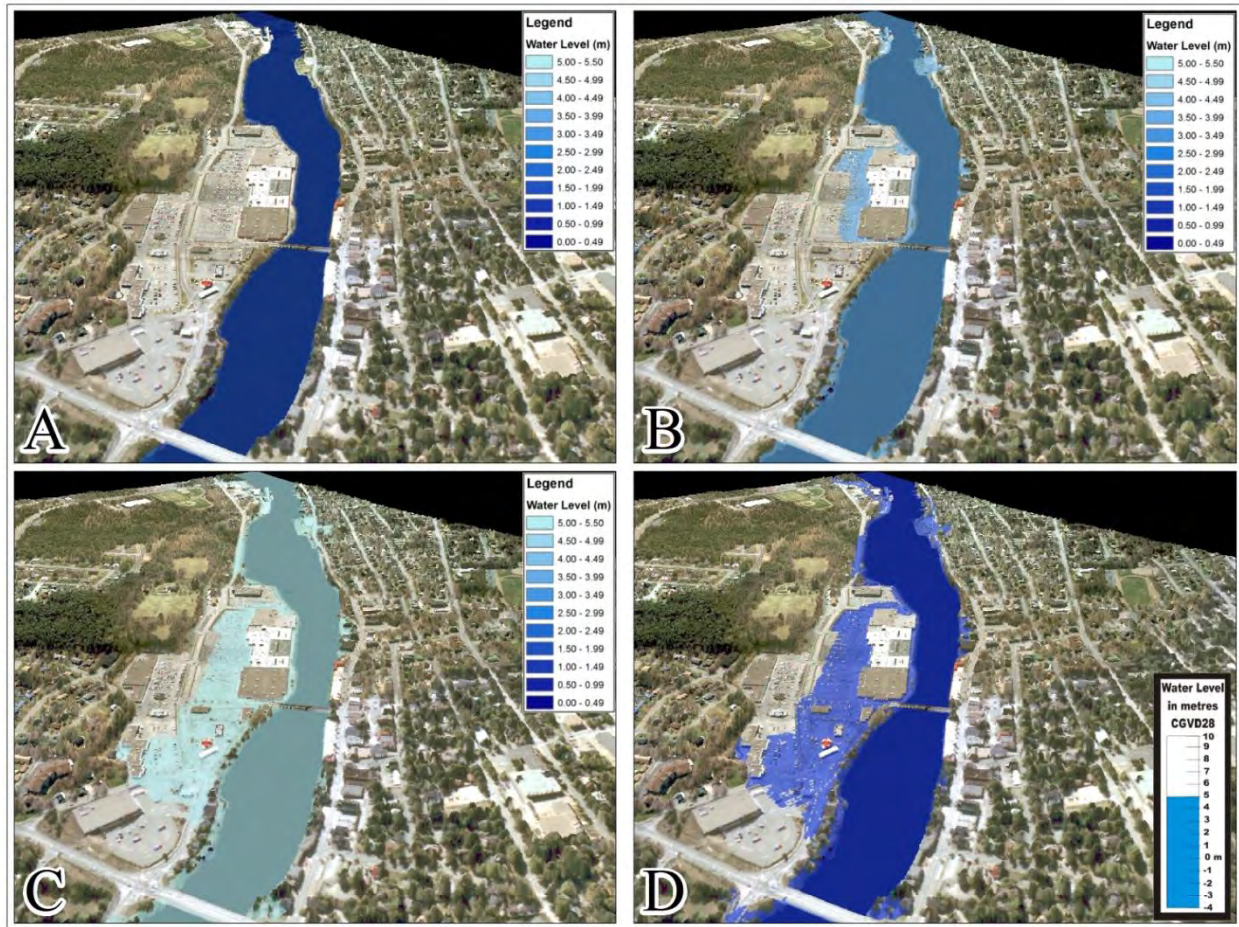 A
Legend
Water Level (m)
5.00 - 5.50
4.50 - 4.99
4.00 - 4.49
3.50 - 3.99
3.00 - 3.49
2.50 - 2.99
2.00 - 2.49
1.50 - 1.99
1.00 - 1.49
0.50 - 0.99
0.00 - 0.49
B
Legend
Water Level (m)
5.00 - 5.50
4.50 - 4.99
4.00 - 4.49
3.50 - 3.99
3.00 - 3.49
2.50 - 2.99
2.00 - 2.49
1.50 - 1.99
1.00 - 1.49
0.50 - 0.99
0.00 - 0.49
C
Legend
Water Level (m)
5.00 - 5.50
4.50 - 4.99
4.00 - 4.49
3.50 - 3.99
3.00 - 3.49
2.50 - 2.99
2.00 - 2.49
1.50 - 1.99
1.00 - 1.49
0.50 - 0.99
0.00 - 0.49
D
Water Level
in metres
CGVD28
10
9
8
7
6
5
4
3
2
1
0 m
-1
-2
-3
-4